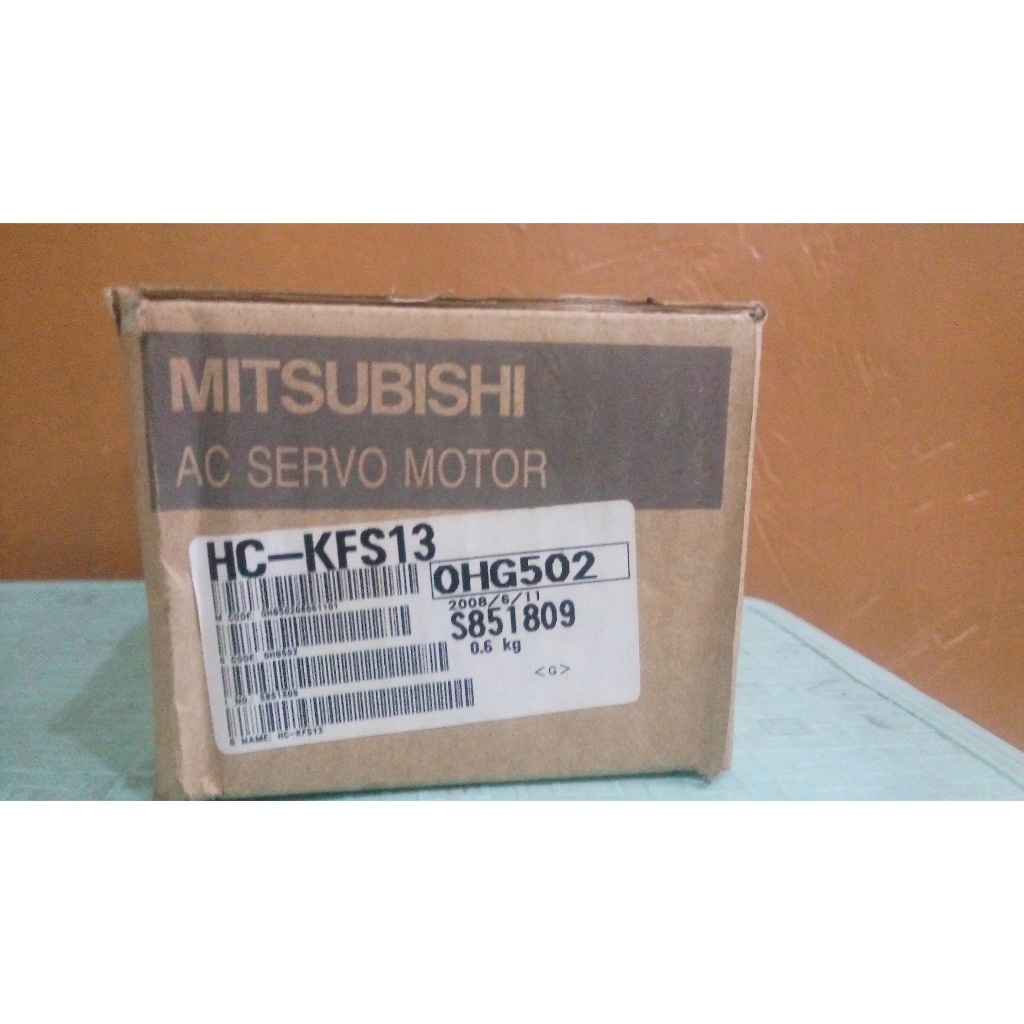 MITSUBISHI
AC SERVO MOTOR
HC-KFS13
OHG502
2008/6/11
S851809
0.6 kg
<G>
NAME: HC-KFS13